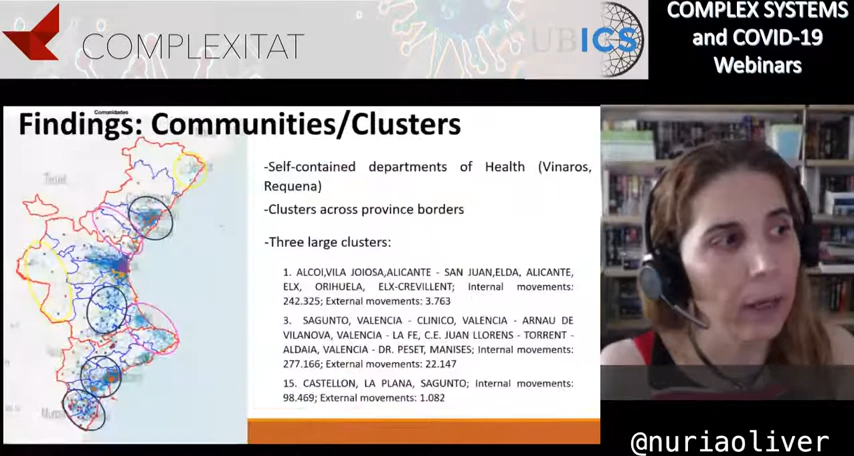 COMPLEXITAT
UBICS
COMPLEX SYSTEMS
and COVID-19
Webinars
Comunidades
Findings: Communities/Clusters
-Self-contained departments of Health (Vinaros,
Requena)
-Clusters across province borders
-Three large clusters:
1. ALCOI,VILA JOIOSA,ALICANTE - SAN JUAN,ELDA, ALICANTE,
ELX, ORIHUELA, ELX-CREVILLENT; Internal movements:
242.325; External movements: 3.763
3. SAGUNTO, VALENCIA - CLINICO, VALENCIA - ARNAU DE
VILANOVA, VALENCIA - LA FE, C.E. JUAN LLORENS - TORRENT -
ALDAIA, VALENCIA - DR. PESET, MANISES; Internal movements:
277.166; External movements: 22.147
15. CASTELLON, LA PLANA, SAGUNTO; Internal movements:
98.469; External movements: 1.082
@nuriaoliver